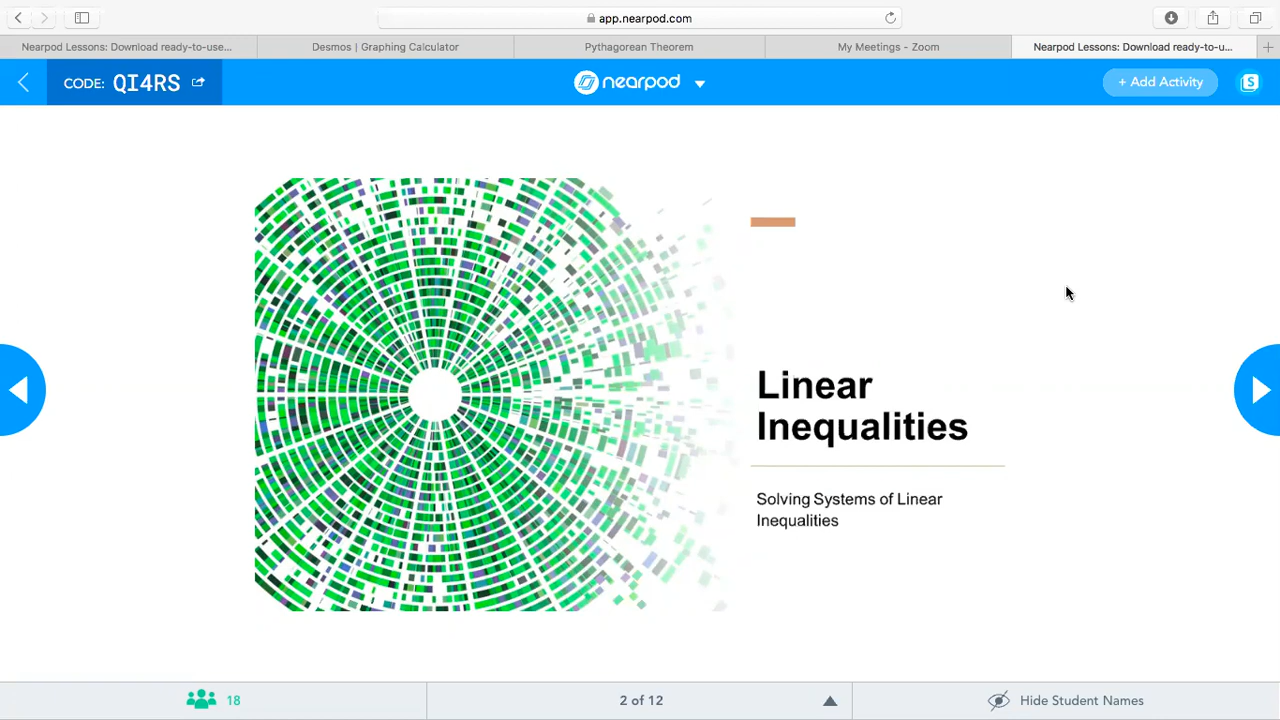 app.nearpod.com
Nearpod Lessons: Download ready-to-use...
Desmos | Graphing Calculator
Pythagorean Theorem
My Meetings - Zoom
Nearpod Lessons: Download ready-to-u...
CODE: QI4RS
nearpod
+ Add Activity
S
Linear
Inequalities
Solving Systems of Linear
Inequalities
18
2 of 12
Hide Student Names